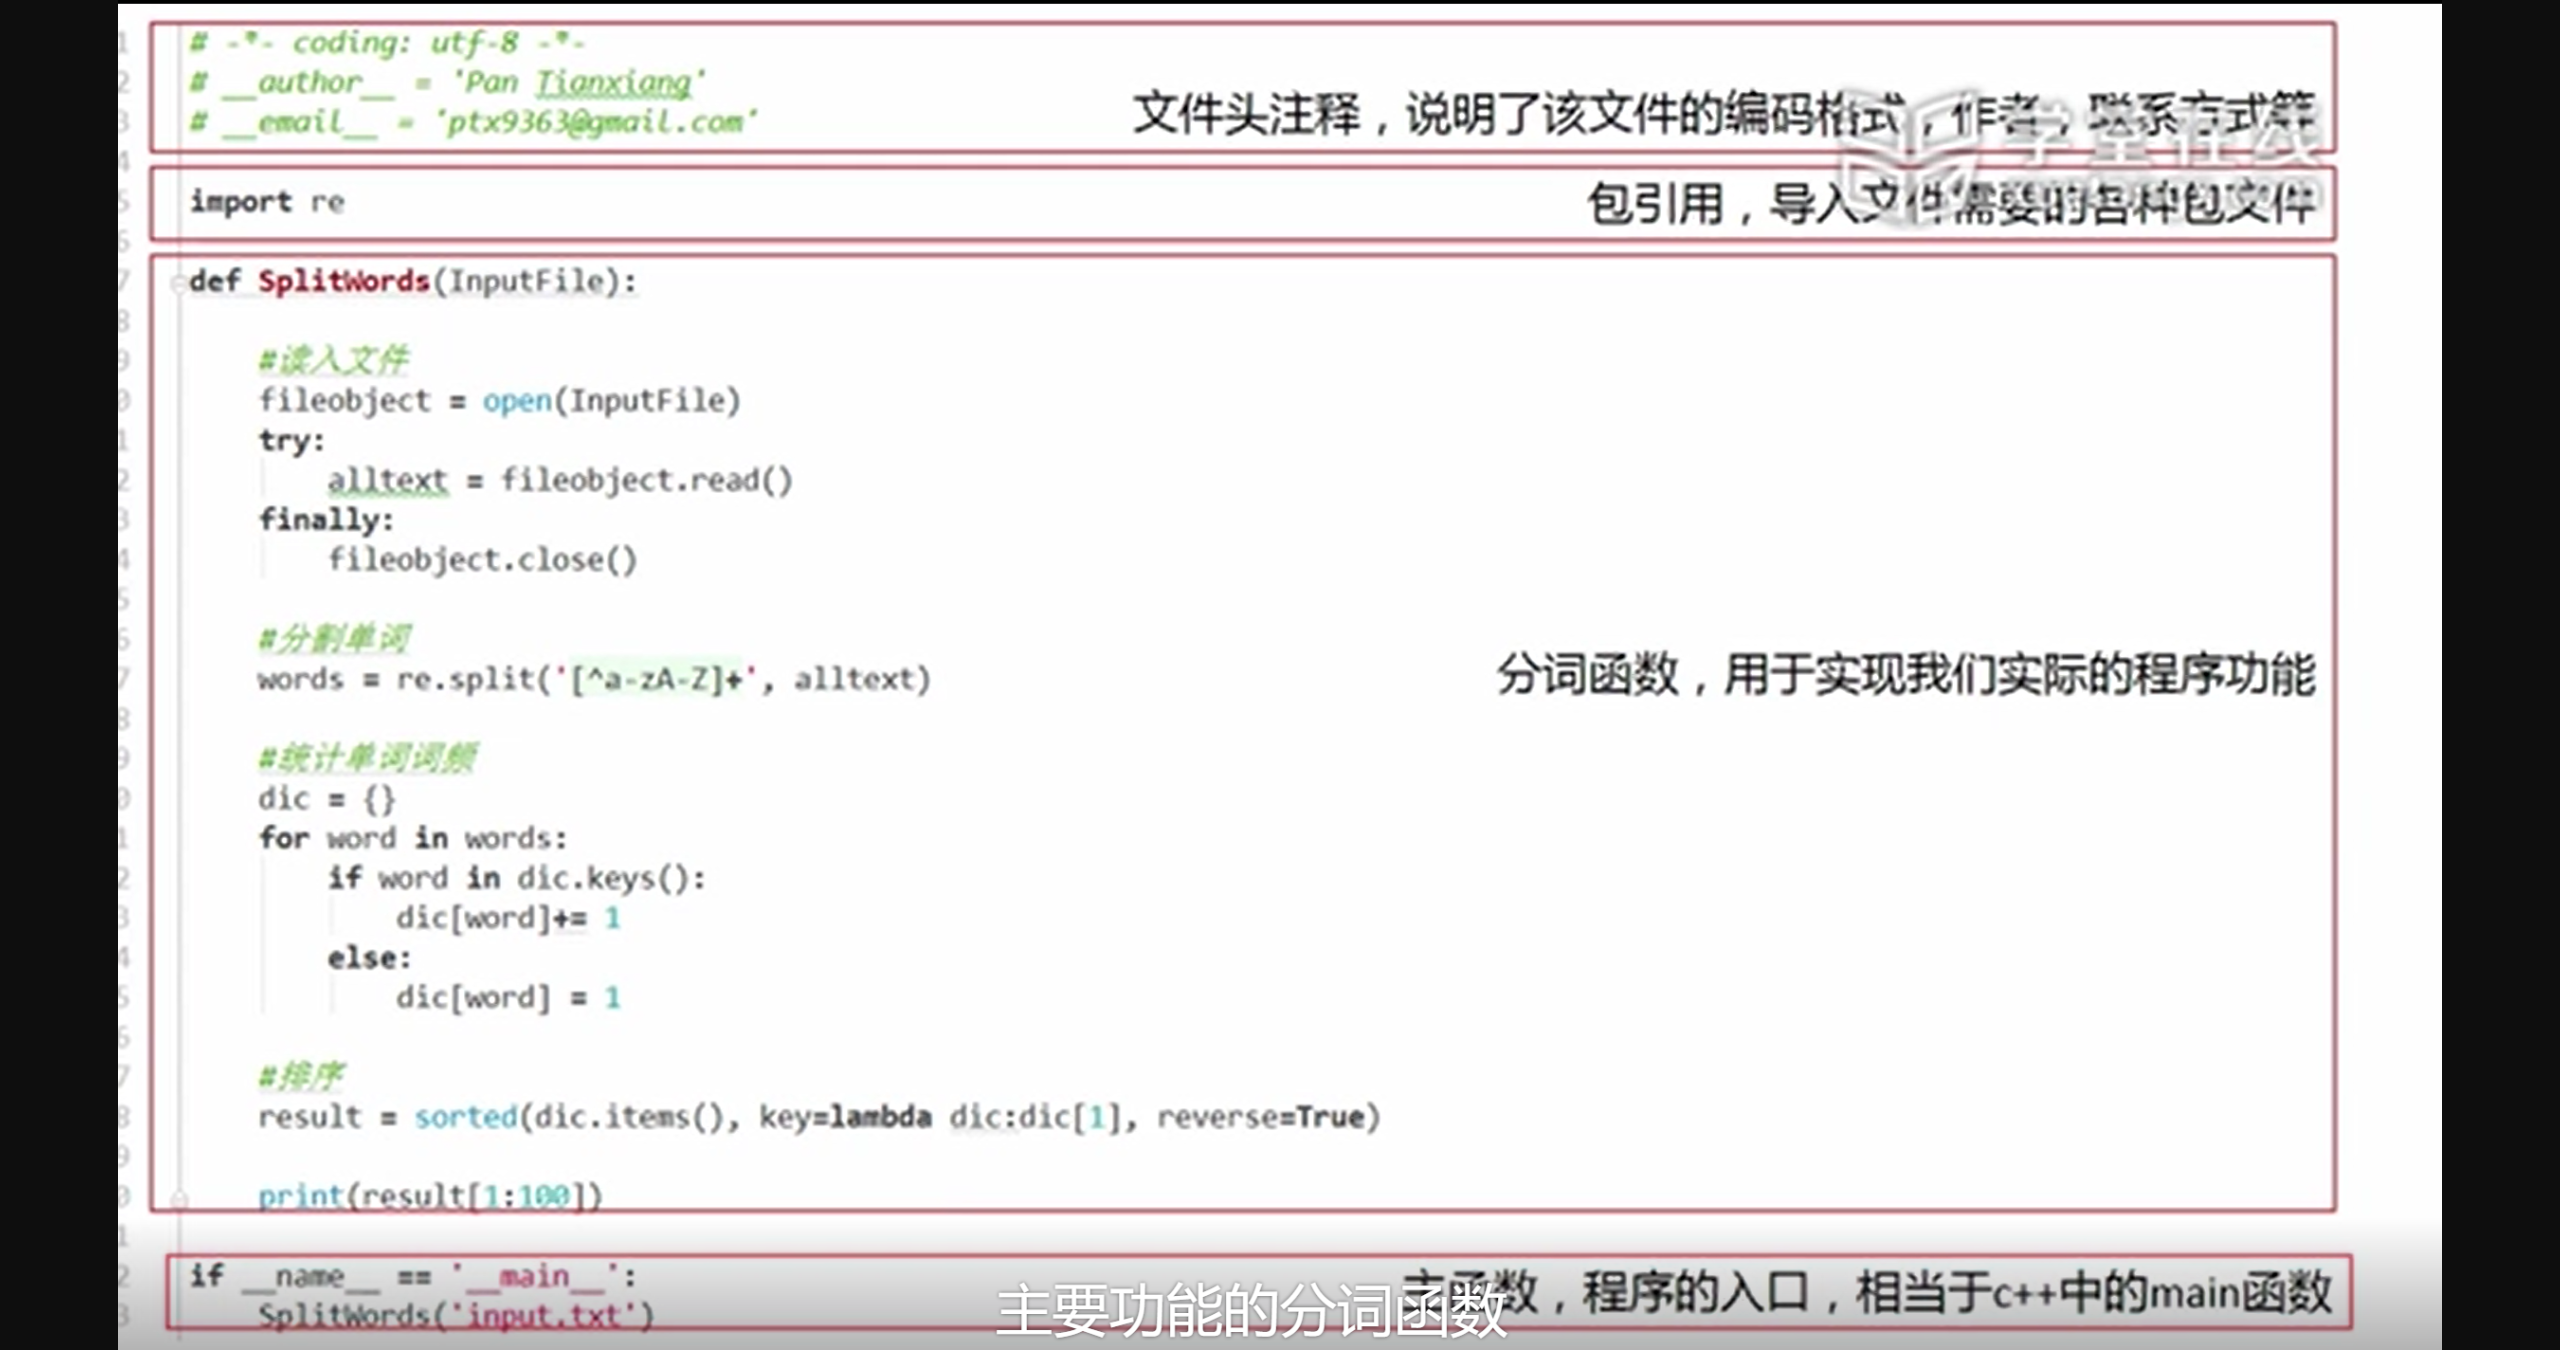 # -*- coding: utf-8 -*-
# __author__ = 'Pan Tianxiang'
# __email__ = 'ptx9363@gmail.com'
文件头注释，说明了该文件的编码格式，作者，联系方式等
学堂在线
import re
包引用，导入文件需要的各种包文件
def SplitWords(InputFile):
#读入文件
fileobject = open(InputFile)
try:
alltext = fileobject.read()
finally:
fileobject.close()
#分割单词
words = re.split('[^a-zA-Z]+', alltext)
分词函数，用于实现我们实际的程序功能
#统计单词词频
dic = {}
for word in words:
if word in dic.keys():
dic[word]+= 1
else:
dic[word] = 1
#排序
result = sorted(dic.items(), key=lambda dic:dic[1], reverse=True)
print(result[1:100])
if __name__ == '__main__':
SplitWords('input.txt')
主函数，程序的入口，相当于c++中的main函数
主要功能的分词函数